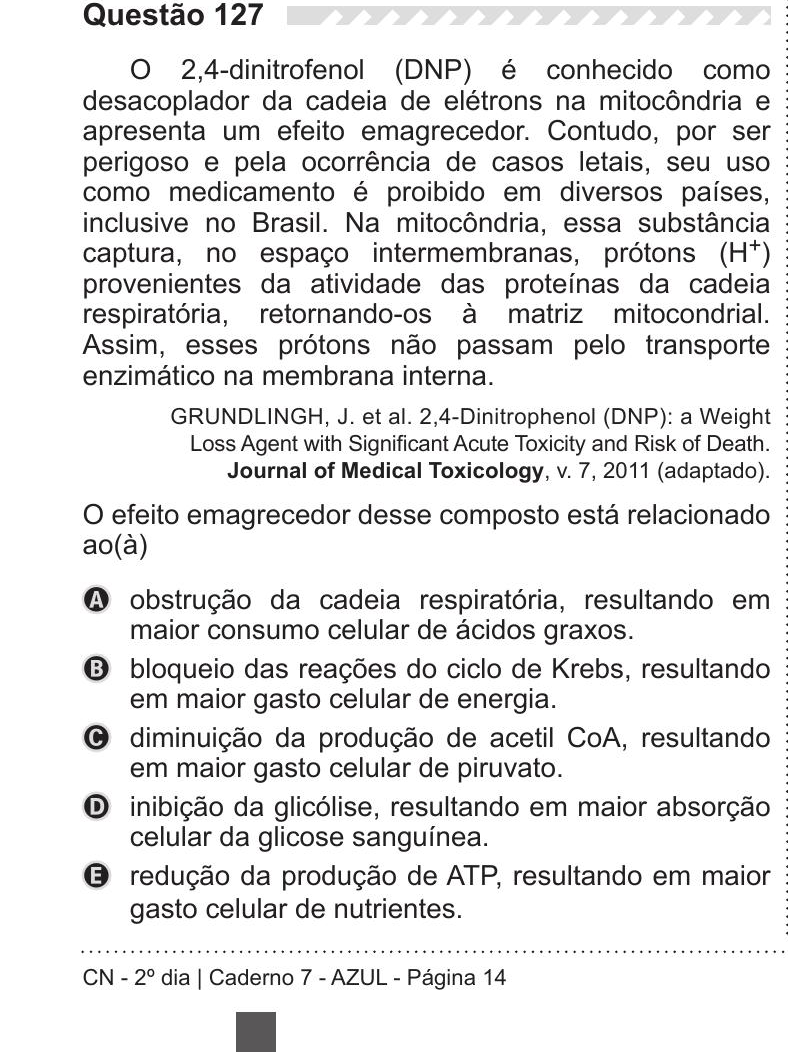 Questão 127
O 2,4-dinitrofenol (DNP) é conhecido como
desacoplador da cadeia de elétrons na mitocôndria e
apresenta um efeito emagrecedor. Contudo, por ser
perigoso e pela ocorrência de casos letais, seu uso
como medicamento é proibido em diversos países,
inclusive no Brasil. Na mitocôndria, essa substância
captura, no espaço intermembranas, prótons (H⁺)
provenientes da atividade das proteínas da cadeia
respiratória, retornando-os à matriz mitocondrial.
Assim, esses prótons não passam pelo transporte
enzimático na membrana interna.
GRUNDLINGH, J. et al. 2,4-Dinitrophenol (DNP): a Weight
Loss Agent with Significant Acute Toxicity and Risk of Death.
Journal of Medical Toxicology, v. 7, 2011 (adaptado).
O efeito emagrecedor desse composto está relacionado
ao(à)
A obstrução da cadeia respiratória, resultando em
maior consumo celular de ácidos graxos.
B bloqueio das reações do ciclo de Krebs, resultando
em maior gasto celular de energia.
C diminuição da produção de acetil CoA, resultando
em maior gasto celular de piruvato.
D inibição da glicólise, resultando em maior absorção
celular da glicose sanguínea.
E redução da produção de ATP, resultando em maior
gasto celular de nutrientes.
CN - 2º dia | Caderno 7 - AZUL - Página 14